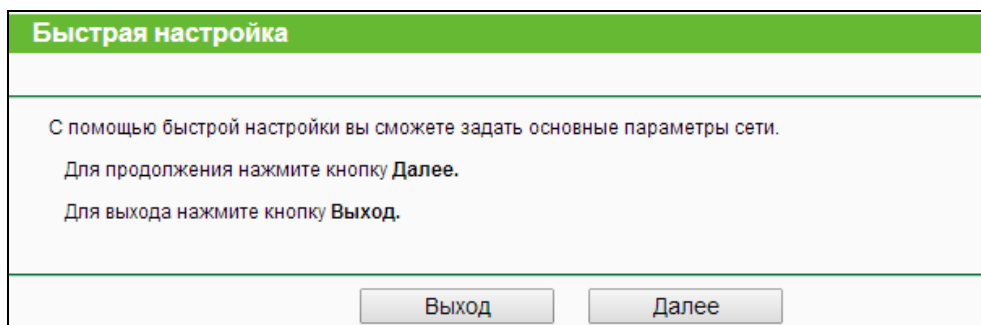 Быстрая настройка
С помощью быстрой настройки вы сможете задать основные параметры сети.
Для продолжения нажмите кнопку Далее.
Для выхода нажмите кнопку Выход.
Выход Далее